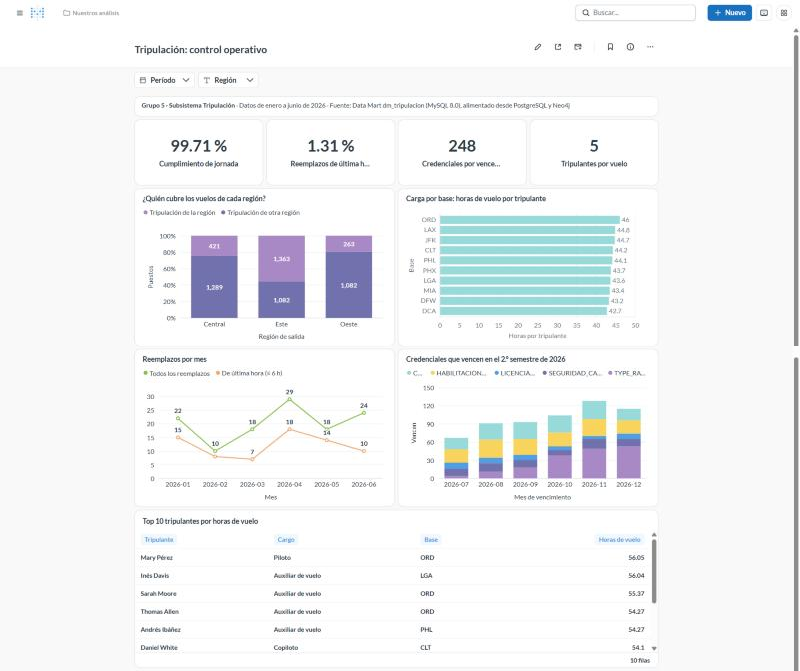 Nuestros análisis
Buscar...
+ Nuevo
Tripulación: control operativo
Período
Región
Grupo 5 - Subsistema Tripulación · Datos de enero a junio de 2026 · Fuente: Data Mart dm_tripulacion (MySQL 8.0), alimentado desde PostgreSQL y Neo4j
99.71 %
Cumplimiento de jornada
1.31 %
Reemplazos de última h...
248
Credenciales por vence...
5
Tripulantes por vuelo
¿Quién cubre los vuelos de cada región?
Tripulación de la región
Tripulación de otra región
100%
80%
60%
40%
20%
0%
Puestos
421
1,289
1,363
1,082
263
1,082
Central
Este
Oeste
Región de salida
Carga por base: horas de vuelo por tripulante
Base
ORD 46
LAX 44.8
JFK 44.7
CLT 44.2
PHL 44.1
PHX 43.7
LGA 43.6
MIA 43.4
DFW 43.2
DCA 42.7
0 5 10 15 20 25 30 35 40 45 50
Horas por tripulante
Reemplazos por mes
Todos los reemplazos
De última hora (≤ 6 h)
30
25
20
15
10
5
0
22
15
10
18
7
29
18
18
14
24
10
2026-01 2026-02 2026-03 2026-04 2026-05 2026-06
Mes
Credenciales que vencen en el 2.º semestre de 2026
C... HABILITACION... LICENCIA... SEGURIDAD_CA... TYPE_RA...
150
120
90
60
30
0
Vencen
2026-07 2026-08 2026-09 2026-10 2026-11 2026-12
Mes de vencimiento
Top 10 tripulantes por horas de vuelo
Tripulante Cargo Base Horas de vuelo
Mary Pérez Piloto ORD 56.05
Inés Davis Auxiliar de vuelo LGA 56.04
Sarah Moore Auxiliar de vuelo ORD 55.37
Thomas Allen Auxiliar de vuelo ORD 54.27
Andrés Ibáñez Auxiliar de vuelo PHL 54.27
Daniel White Copiloto CLT 54.1
10 filas